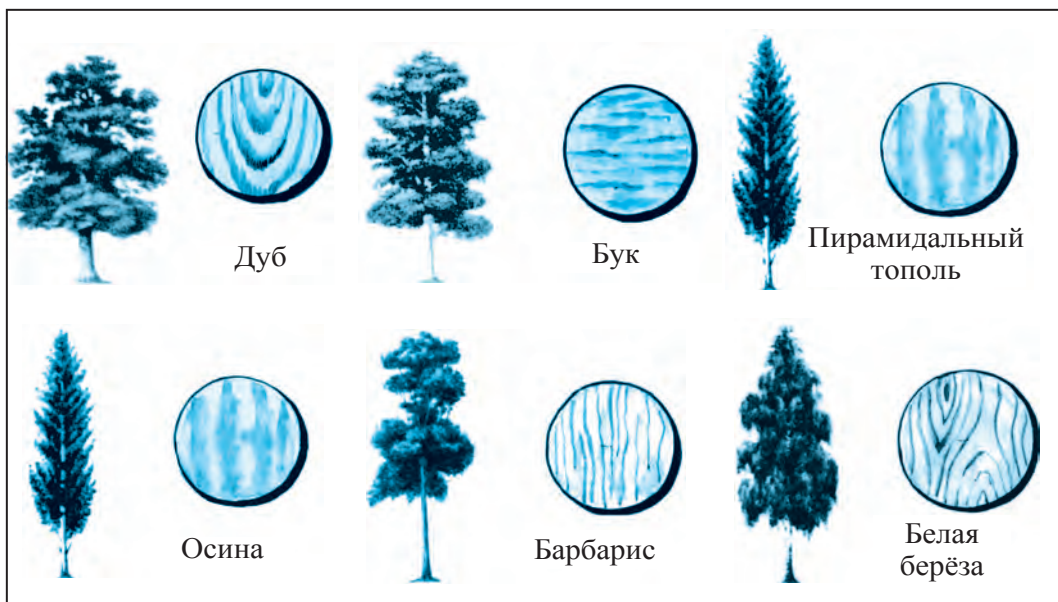 Дуб
Бук
Пирамидальный
тополь
Осина
Барбарис
Белая
берёза